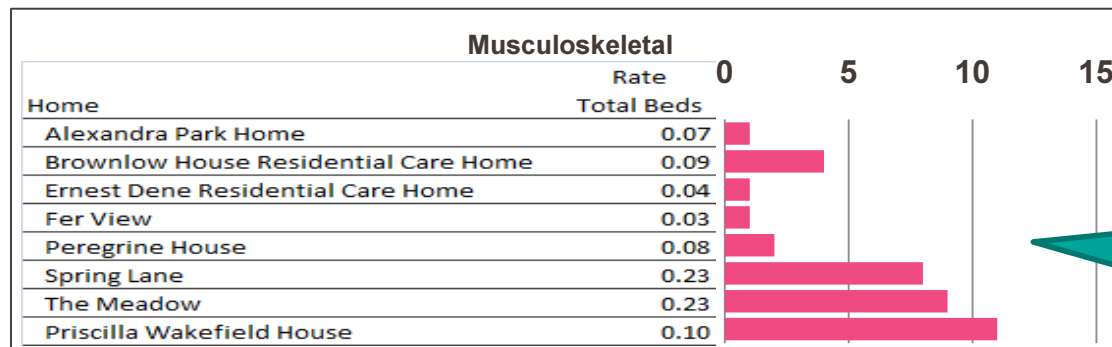 Musculoskeletal
Rate 0 5 10 15
Home Total Beds
Alexandra Park Home 0.07
Brownlow House Residential Care Home 0.09
Ernest Dene Residential Care Home 0.04
Fer View 0.03
Peregrine House 0.08
Spring Lane 0.23
The Meadow 0.23
Priscilla Wakefield House 0.10